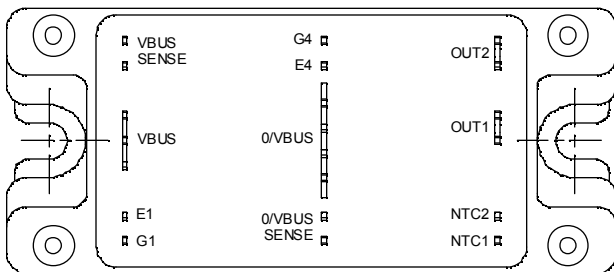 VBUS
SENSE
G4
E4
OUT2
VBUS
0/VBUS
OUT1
E1
G1
0/VBUS
SENSE
NTC2
NTC1